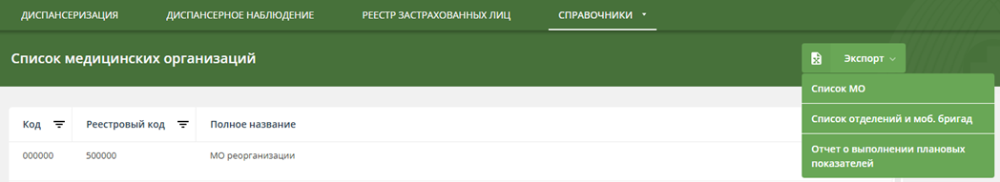 ДИСПАНСЕРИЗАЦИЯ ДИСПАНСЕРНОЕ НАБЛЮДЕНИЕ РЕЕСТР ЗАСТРАХОВАННЫХ ЛИЦ СПРАВОЧНИКИ
Список медицинских организаций
Экспорт
Список МО
Список отделений и моб. бригад
Отчет о выполнении плановых
показателей
Код Реестровый код Полное название
000000 500000 МО реорганизации